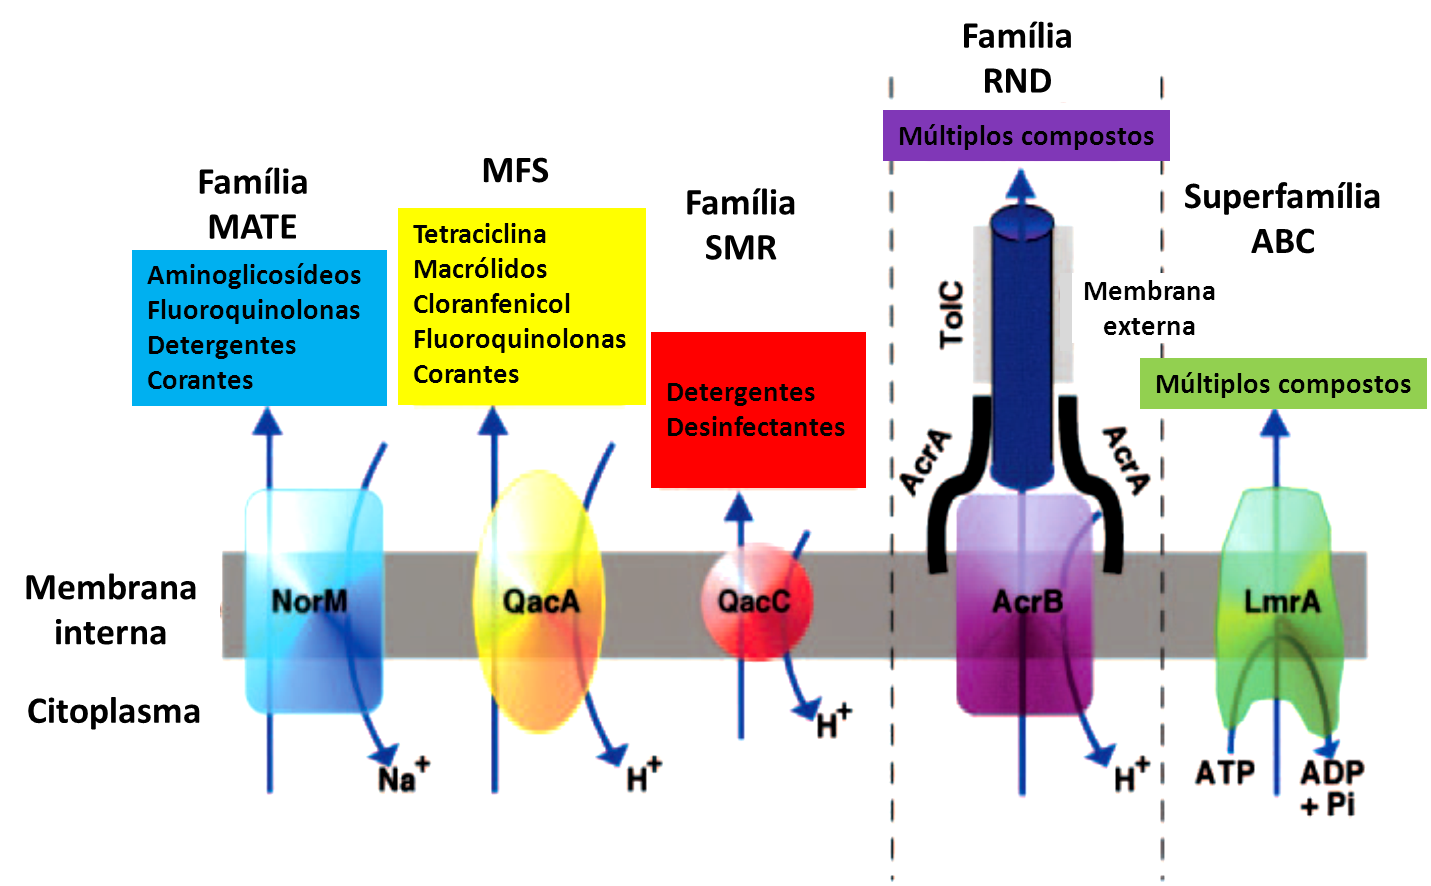 Família
MATE
Aminoglicosídeos
Fluoroquinolonas
Detergentes
Corantes
MFS
Tetraciclina
Macrólidos
Cloranfenicol
Fluoroquinolonas
Corantes
Família
SMR
Detergentes
Desinfectantes
Família
RND
Múltiplos compostos
Superfamília
ABC
Múltiplos compostos
TolC
Membrana
externa
AcrA
AcrA
Membrana
interna
NorM
QacA
QacC
AcrB
LmrA
Citoplasma
Na+
H+
H+
H+
ATP
ADP
+ Pi